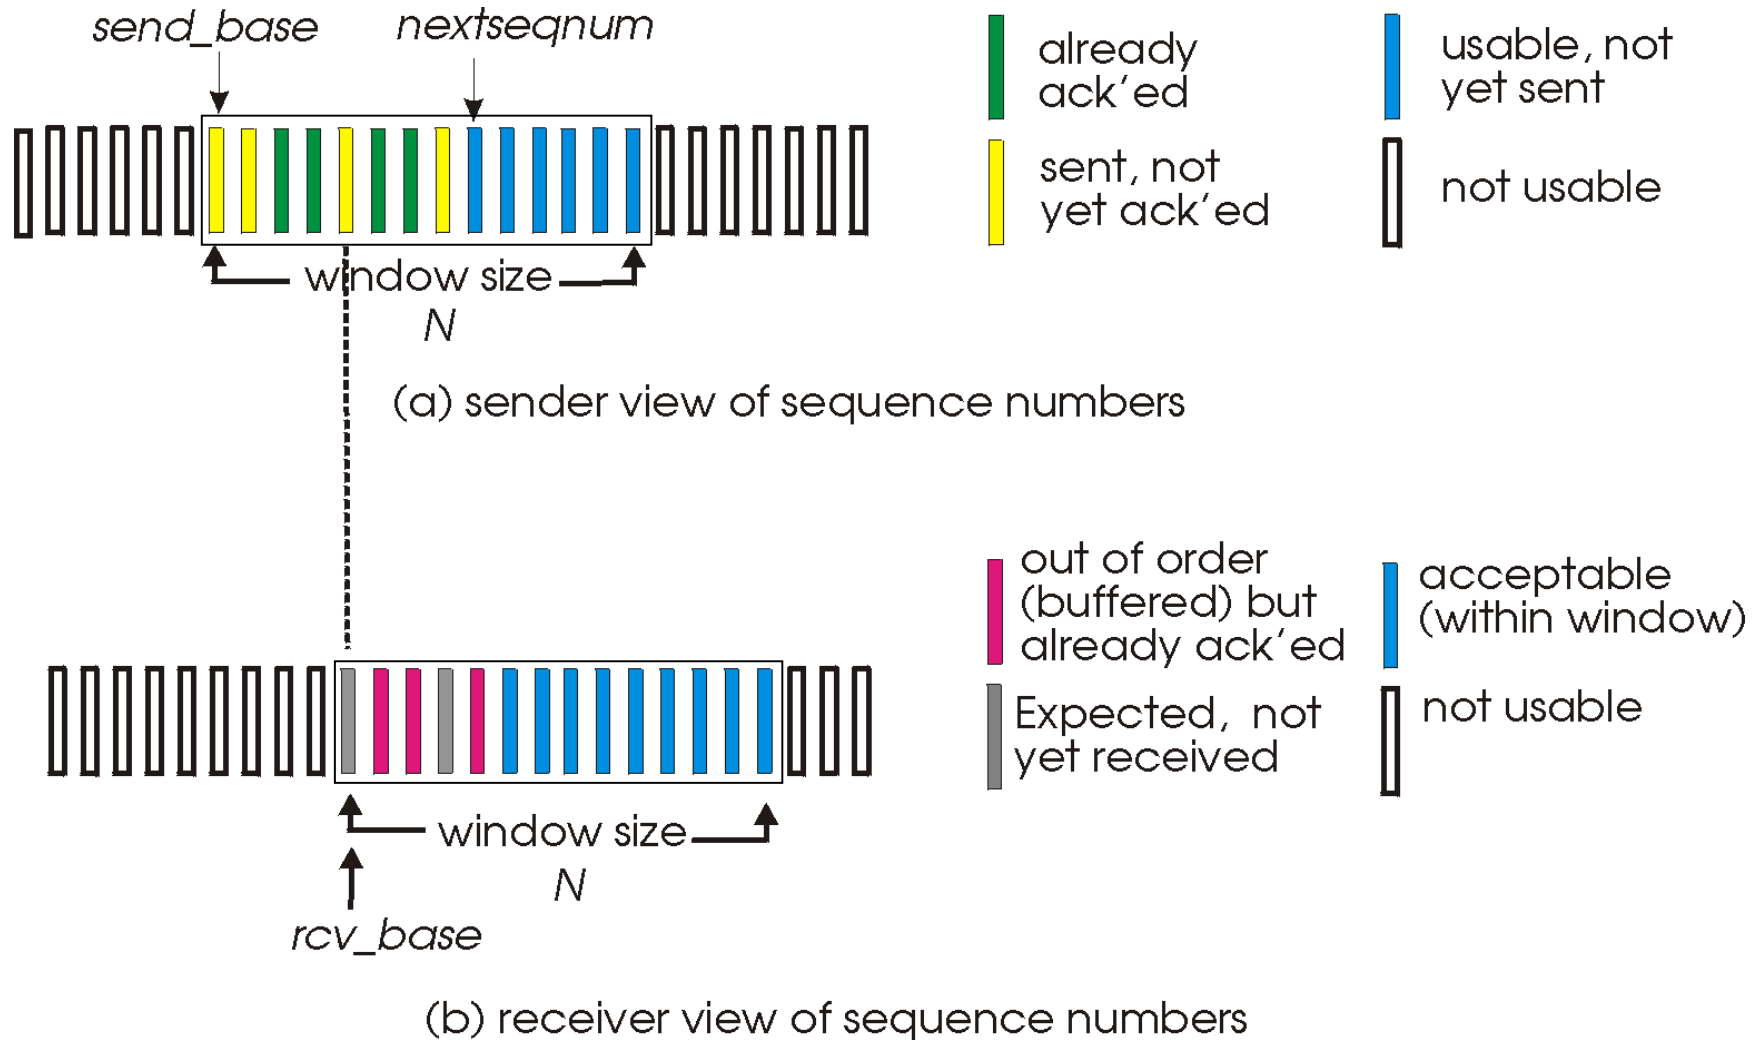 send_base
nextseqnum
already
ack'ed
usable, not
yet sent
sent, not
yet ack'ed
not usable
window size
N
(a) sender view of sequence numbers
out of order
(buffered) but
already ack'ed
acceptable
(within window)
Expected, not
yet received
not usable
window size
N
rcv_base
(b) receiver view of sequence numbers